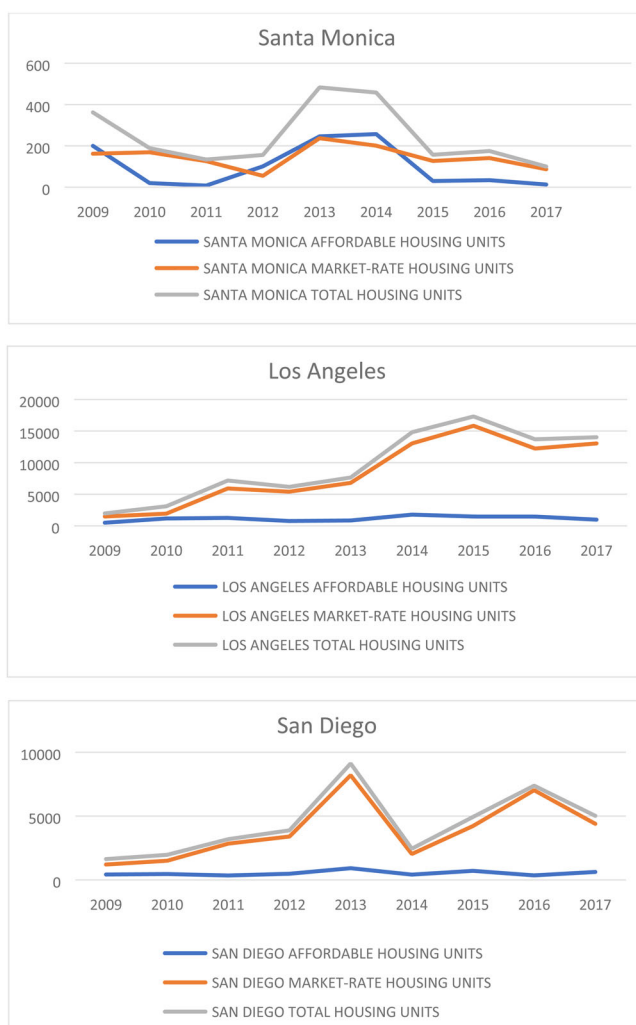 Santa Monica
600
400
200
0
2009 2010 2011 2012 2013 2014 2015 2016 2017
SANTA MONICA AFFORDABLE HOUSING UNITS
SANTA MONICA MARKET-RATE HOUSING UNITS
SANTA MONICA TOTAL HOUSING UNITS
Los Angeles
20000
15000
10000
5000
0
2009 2010 2011 2012 2013 2014 2015 2016 2017
LOS ANGELES AFFORDABLE HOUSING UNITS
LOS ANGELES MARKET-RATE HOUSING UNITS
LOS ANGELES TOTAL HOUSING UNITS
San Diego
10000
5000
0
2009 2010 2011 2012 2013 2014 2015 2016 2017
SAN DIEGO AFFORDABLE HOUSING UNITS
SAN DIEGO MARKET-RATE HOUSING UNITS
SAN DIEGO TOTAL HOUSING UNITS